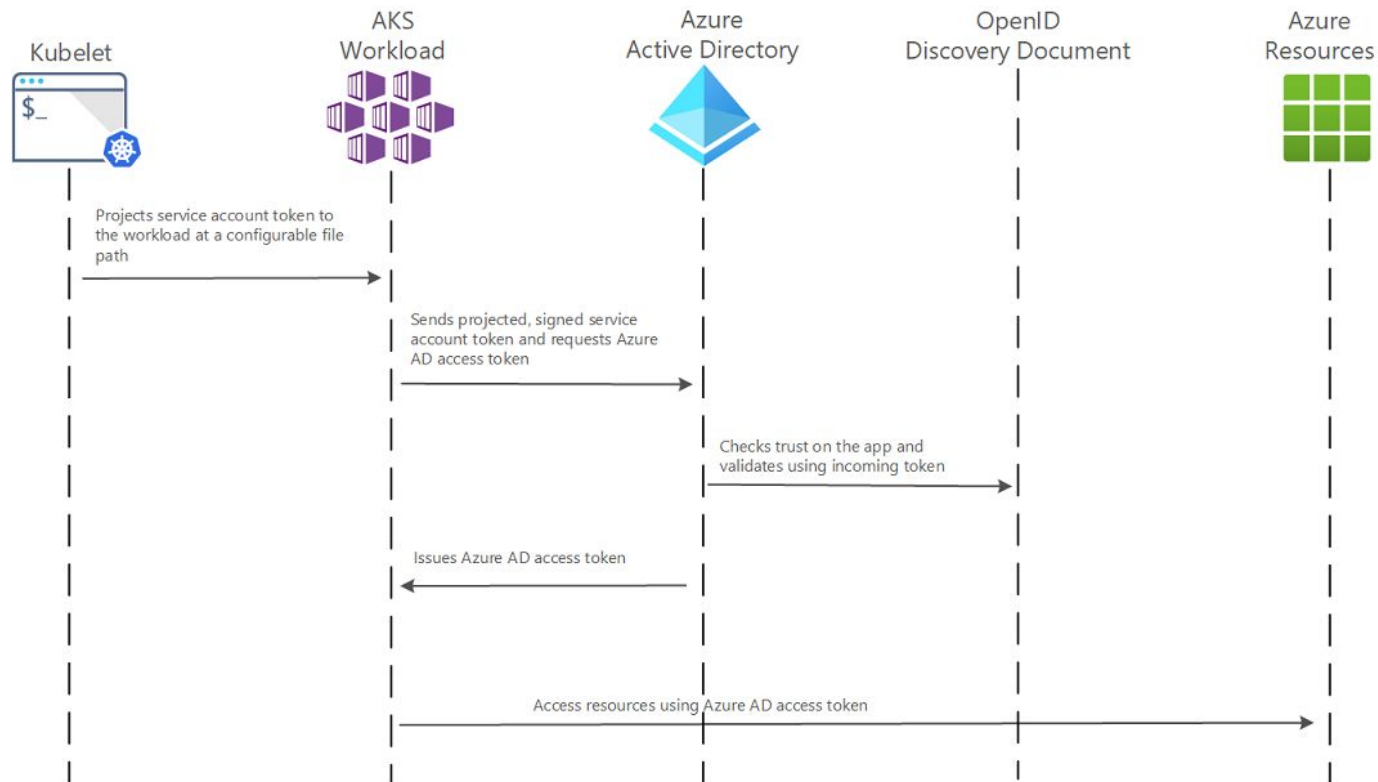 Kubelet
AKS
Workload
Azure
Active Directory
OpenID
Discovery Document
Azure
Resources
$_
Projects service account token to
the workload at a configurable file
path
Sends projected, signed service
account token and requests Azure
AD access token
Checks trust on the app and
validates using incoming token
Issues Azure AD access token
Access resources using Azure AD access token